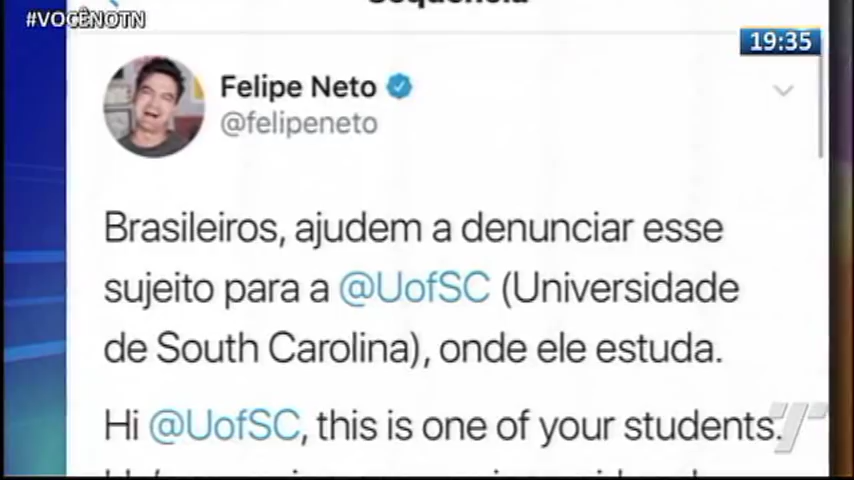 #VOCÊNOTN
19:35
Felipe Neto
@felipeneto
Brasileiros, ajudem a denunciar esse
sujeito para a @UofSC (Universidade
de South Carolina), onde ele estuda.
Hi @UofSC, this is one of your students.